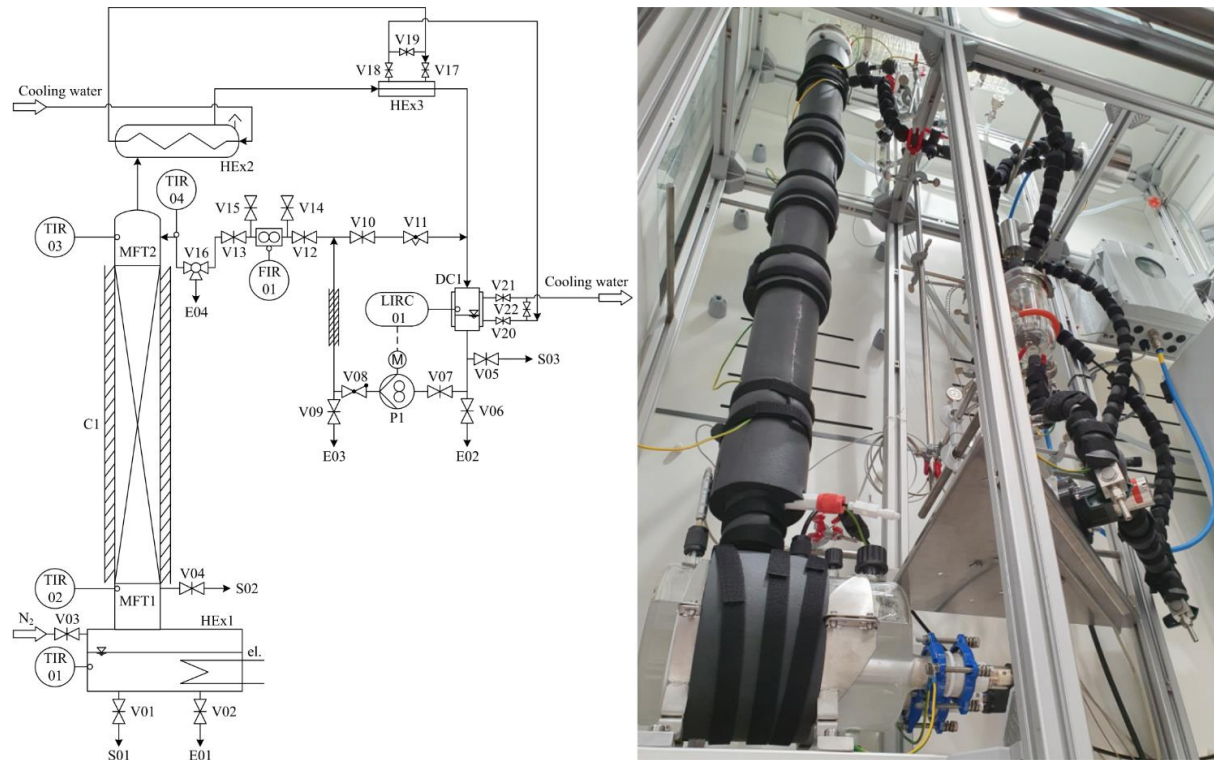 V19
V18
V17
Cooling water
HEx3
HEx2
TIR
04
V15
V14
TIR
03
MFT2
V16
V13
V12
V10
V11
FIR
01
E04
DC1
V21
Cooling water
LIRC
01
V22
V20
M
V05
S03
V08
V07
C1
V09
P1
V06
E03
E02
TIR
02
MFT1
V04
S02
N2
V03
HEx1
TIR
01
el.
V01
V02
S01
E01